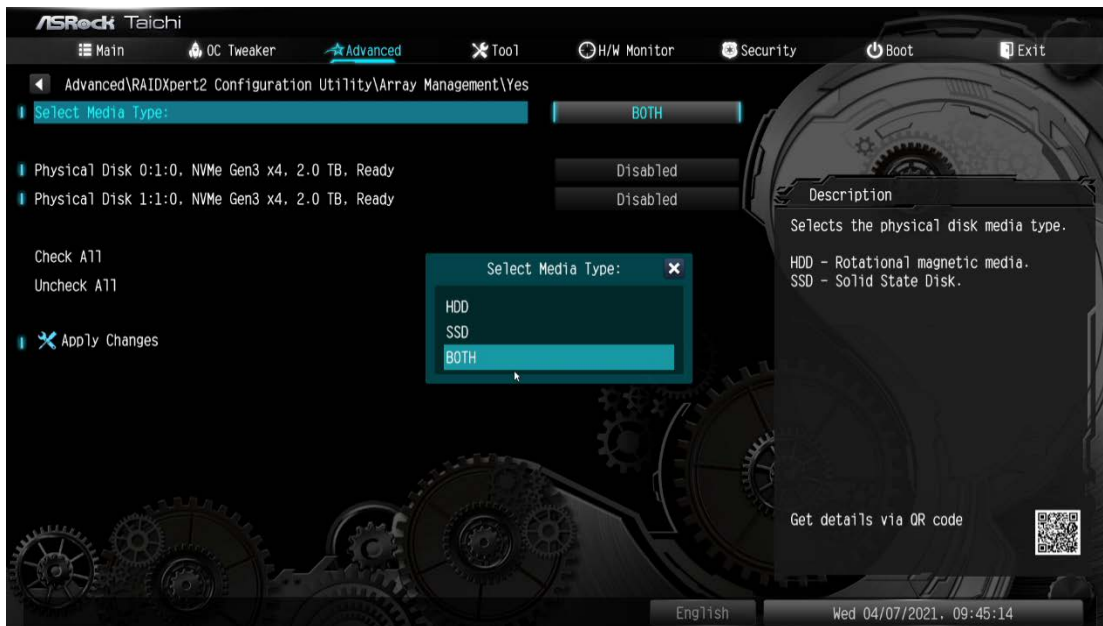 ASRock Taichi
Main OC Tweaker Advanced Tool H/W Monitor Security Boot Exit
Advanced\RAIDXpert2 Configuration Utility\Array Management\Yes
Select Media Type: BOTH
Physical Disk 0:1:0, NVMe Gen3 x4, 2.0 TB, Ready Disabled
Physical Disk 1:1:0, NVMe Gen3 x4, 2.0 TB, Ready Disabled
Check All
Uncheck All
Apply Changes
Select Media Type:
HDD
SSD
BOTH
Description
Selects the physical disk media type.
HDD - Rotational magnetic media.
SSD - Solid State Disk.
Get details via QR code
English Wed 04/07/2021, 09:45:14